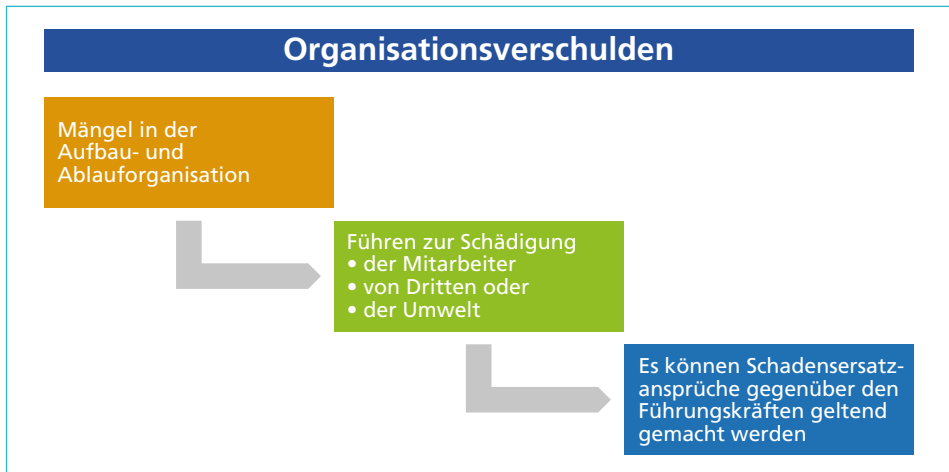 Organisationsverschulden
Mängel in der
Aufbau- und
Ablauforganisation
Führen zur Schädigung
• der Mitarbeiter
• von Dritten oder
• der Umwelt
Es können Schadensersatz-
ansprüche gegenüber den
Führungskräften geltend
gemacht werden